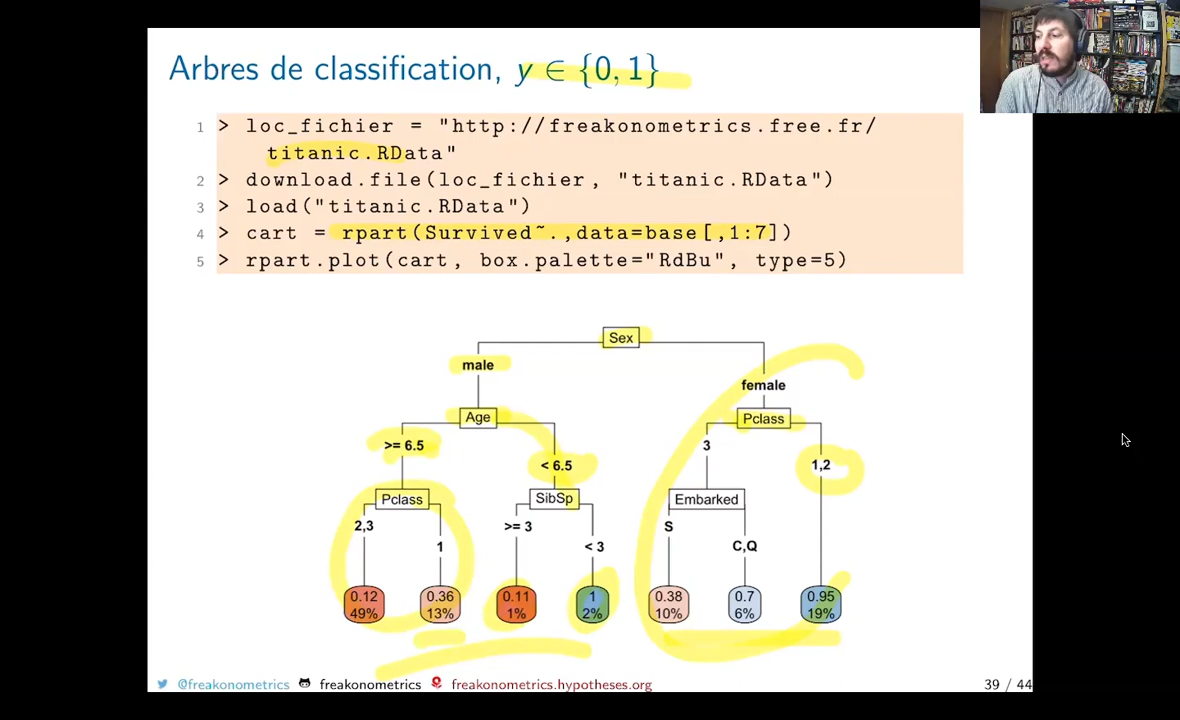 Arbres de classification, y ∈ {0, 1}
1 > loc_fichier = "http://freakonometrics.free.fr/
titanic.RData"
2 > download.file(loc_fichier, "titanic.RData")
3 > load("titanic.RData")
4 > cart = rpart(Survived~.,data=base[,1:7])
5 > rpart.plot(cart, box.palette="RdBu", type=5)
Sex
male
female
Age
Pclass
>= 6.5
< 6.5
3
1,2
Pclass
SibSp
Embarked
2,3
1
>= 3
< 3
S
C,Q
0.12 0.36 0.11 1 0.38 0.7 0.95
49% 13% 1% 2% 10% 6% 19%
@freakonometrics freakonometrics freakonometrics.hypotheses.org 39 / 44